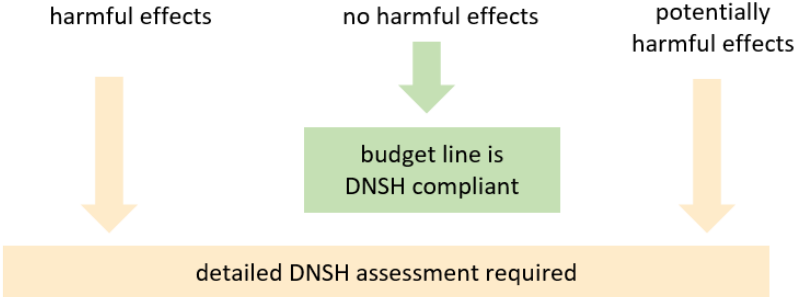 harmful effects
no harmful effects
potentially
harmful effects
budget line is
DNSH compliant
detailed DNSH assessment required